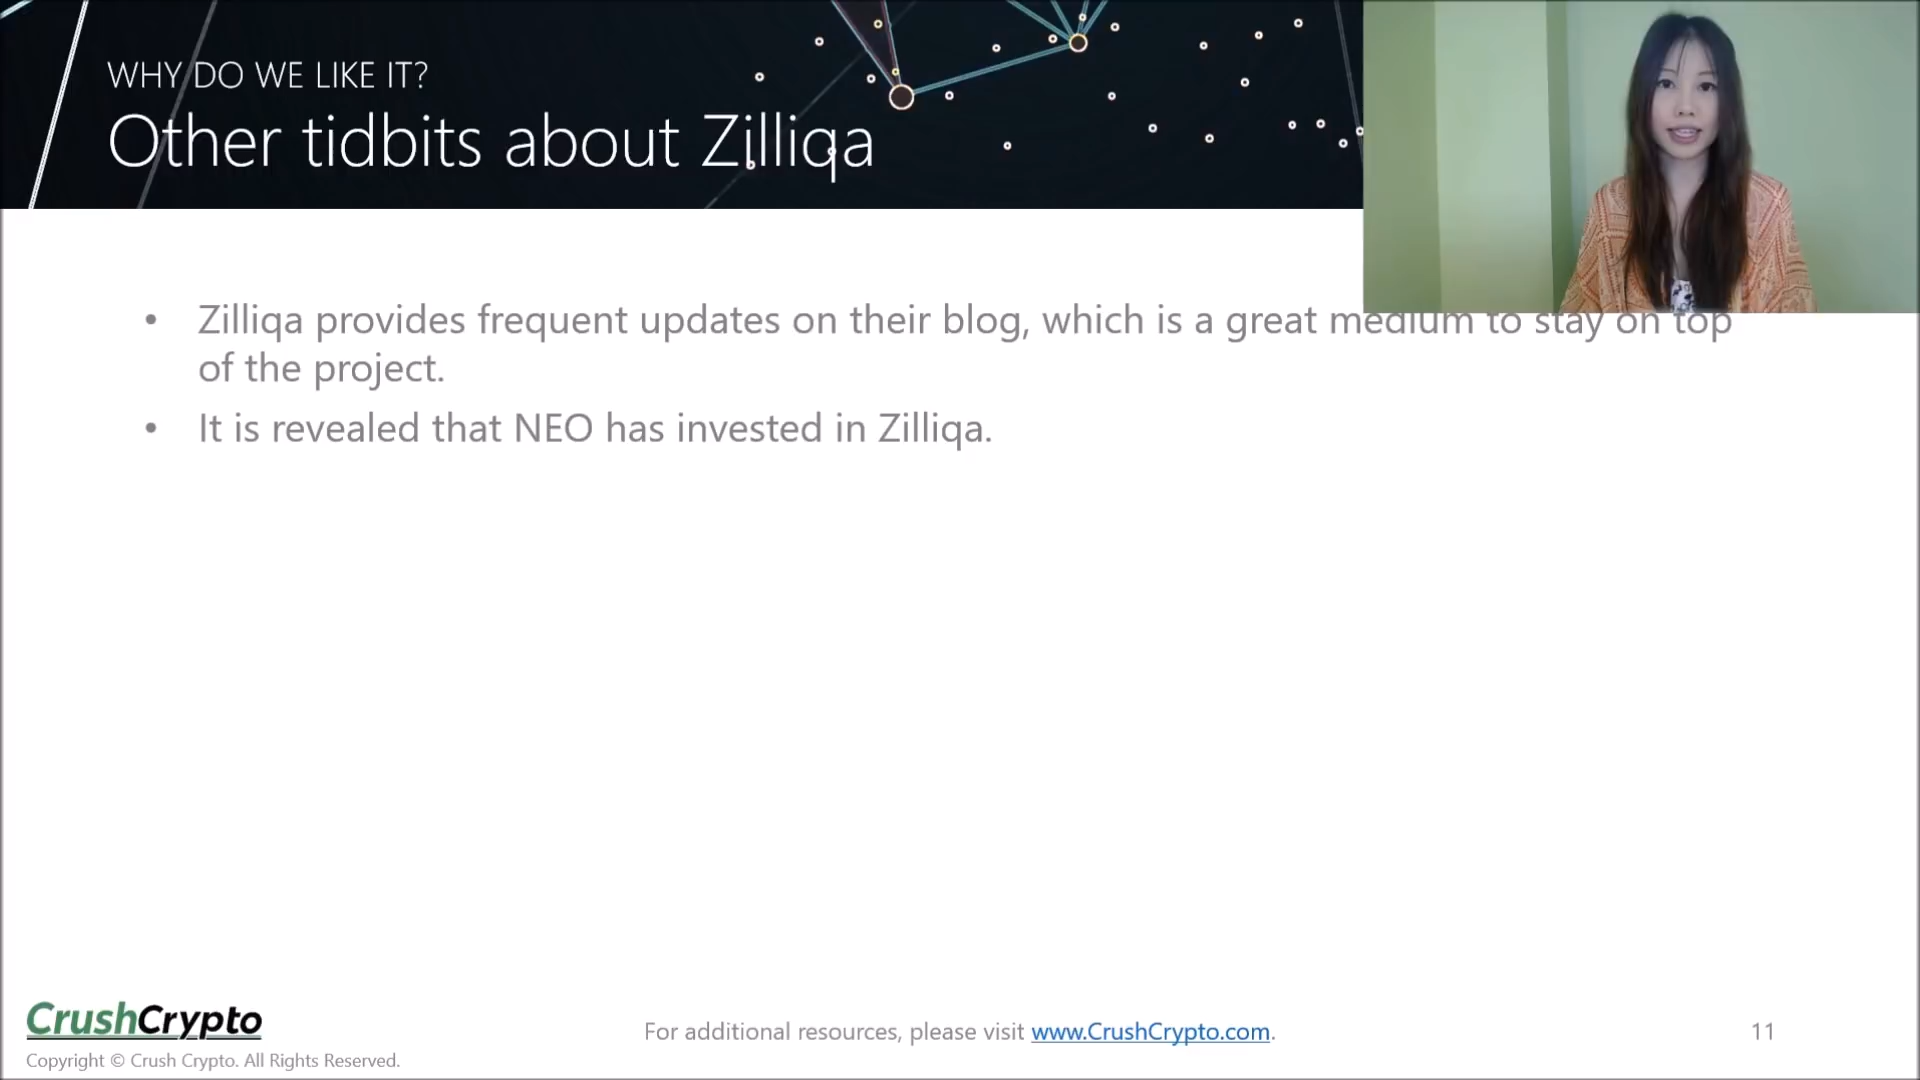 WHY DO WE LIKE IT?
Other tidbits about Zilliqa
• Zilliqa provides frequent updates on their blog, which is a great medium to stay on top
of the project.
• It is revealed that NEO has invested in Zilliqa.
CrushCrypto
Copyright © Crush Crypto. All Rights Reserved.
For additional resources, please visit www.CrushCrypto.com.
11